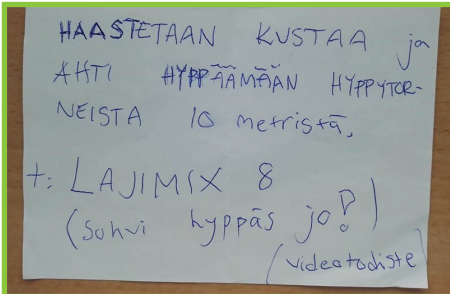 HAASTETAAN KUSTAA ja
AHTI HYPPÄÄMÄÄN HYPPYTOR-
NEISTA 10 metristä,
t: LAJIMIX 8
(sohvi hyppäs jo!)
(videotodiste)